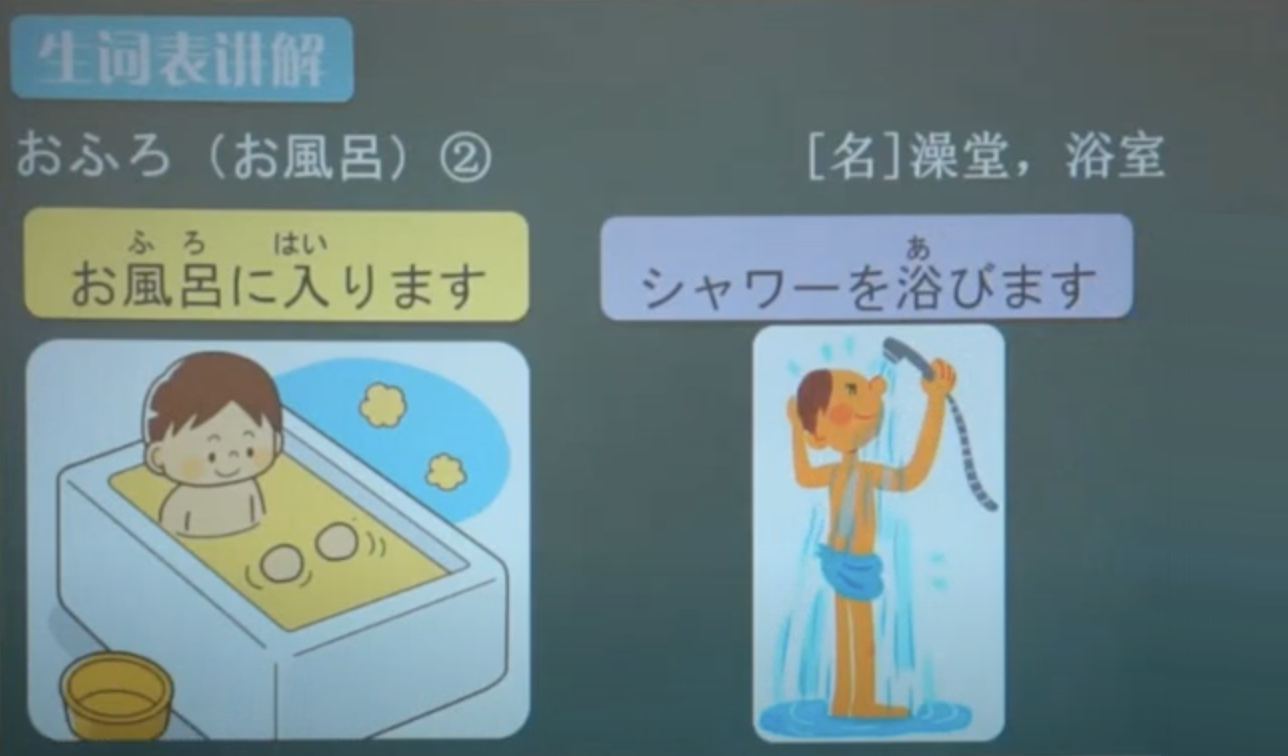 生词表讲解
おふろ（お風呂）②
[名]澡堂，浴室
ふろ はい
お風呂に入ります
あ
シャワーを浴びます